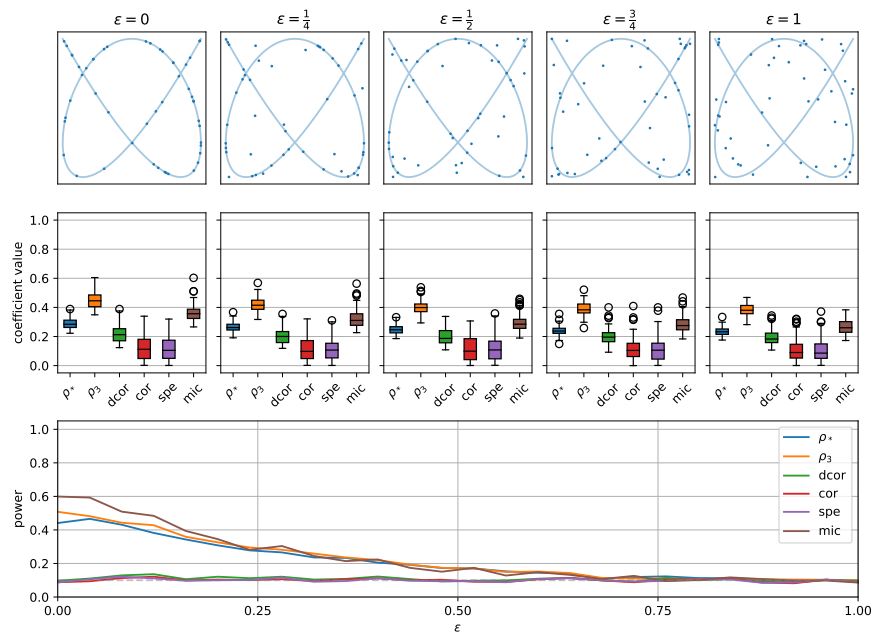 ε = 0 ε = 1/4 ε = 1/2 ε = 3/4 ε = 1
1.0
0.8
0.6
0.4
0.2
0.0
coefficient value
ρ* ρ3 dcor cor spe mic ρ* ρ3 dcor cor spe mic ρ* ρ3 dcor cor spe mic ρ* ρ3 dcor cor spe mic ρ* ρ3 dcor cor spe mic
1.0
0.8
0.6
0.4
0.2
0.0
power
ρ*
ρ3
dcor
cor
spe
mic
0.00 0.25 0.50 0.75 1.00
ε